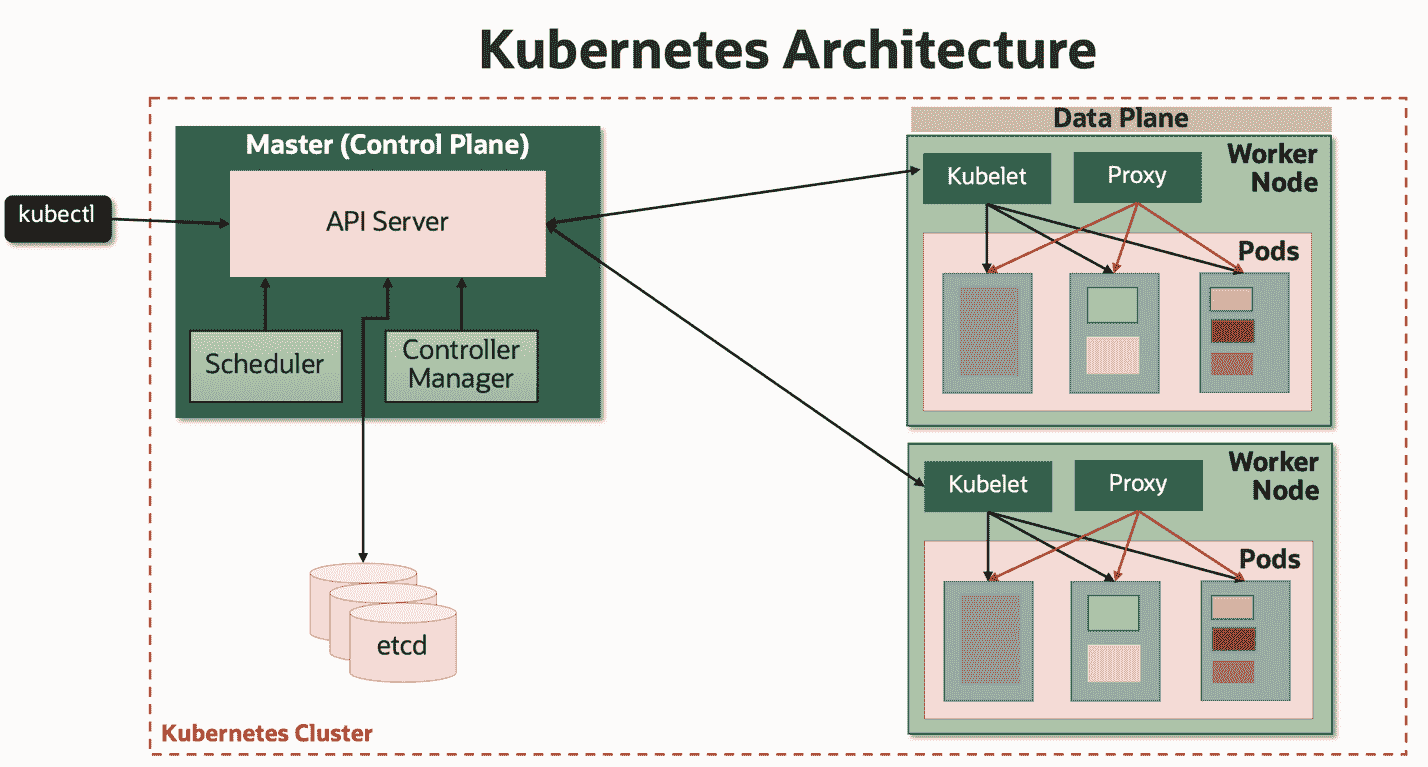 Kubernetes Architecture
Data Plane
Master (Control Plane)
kubectl
API Server
Scheduler
Controller
Manager
etcd
Kubernetes Cluster
Worker
Node
Kubelet
Proxy
Pods
Worker
Node
Kubelet
Proxy
Pods